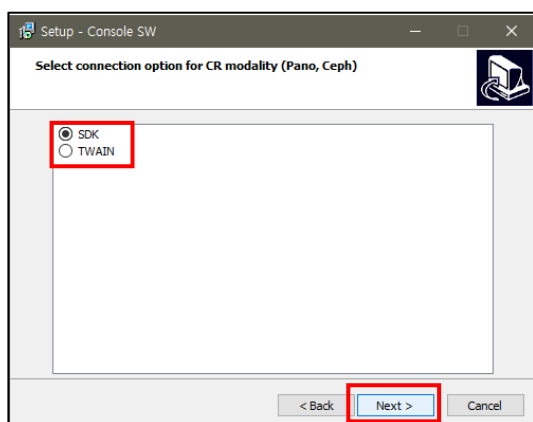 Setup - Console SW
Select connection option for CR modality (Pano, Ceph)
SDK
TWAIN
< Back Next > Cancel